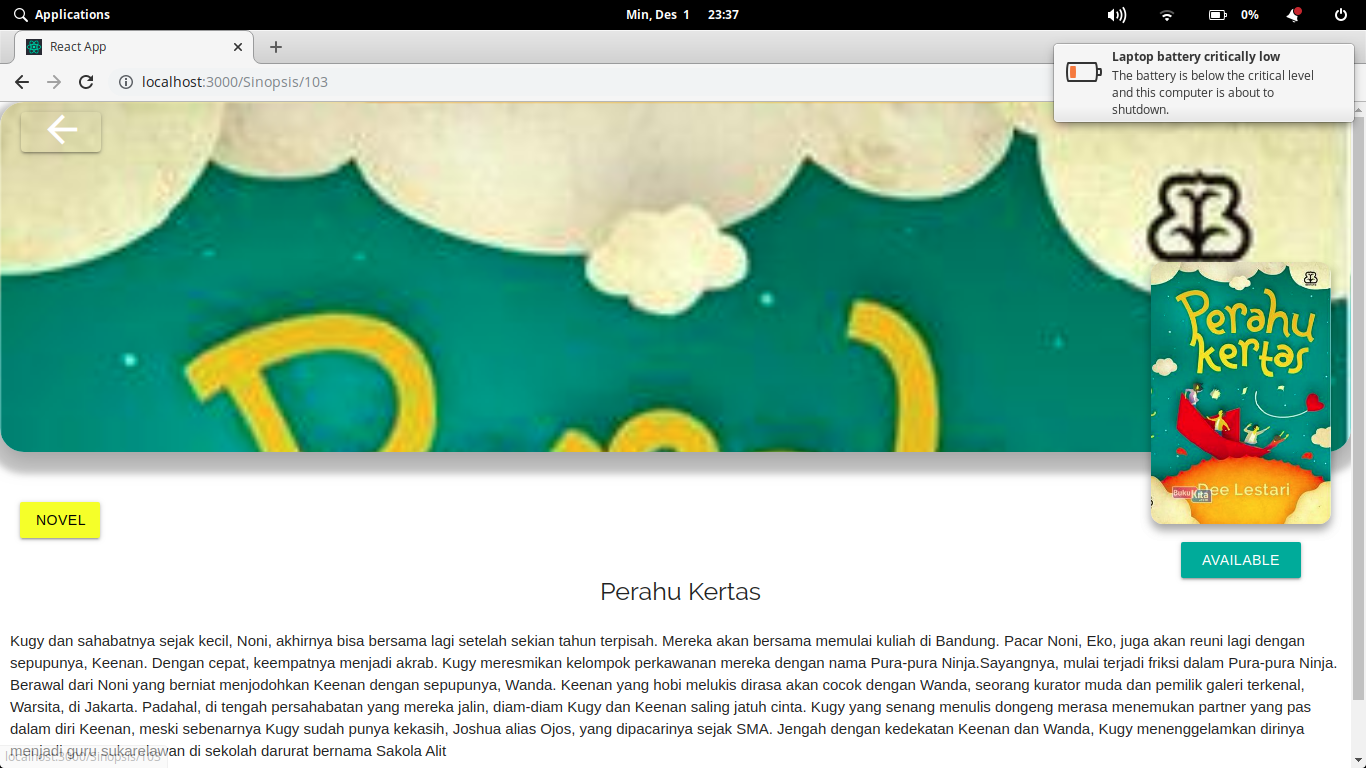 Applications
Min, Des 1 23:37
0%
React App
localhost:3000/Sinopsis/103
Laptop battery critically low
The battery is below the critical level
and this computer is about to
shutdown.
Perahu
kertas
Dee Lestari
Buku Kita
NOVEL
AVAILABLE
Perahu Kertas
Kugy dan sahabatnya sejak kecil, Noni, akhirnya bisa bersama lagi setelah sekian tahun terpisah. Mereka akan bersama memulai kuliah di Bandung. Pacar Noni, Eko, juga akan reuni lagi dengan
sepupunya, Keenan. Dengan cepat, keempatnya menjadi akrab. Kugy meresmikan kelompok perkawanan mereka dengan nama Pura-pura Ninja.Sayangnya, mulai terjadi friksi dalam Pura-pura Ninja.
Berawal dari Noni yang berniat menjodohkan Keenan dengan sepupunya, Wanda. Keenan yang hobi melukis dirasa akan cocok dengan Wanda, seorang kurator muda dan pemilik galeri terkenal,
Warsita, di Jakarta. Padahal, di tengah persahabatan yang mereka jalin, diam-diam Kugy dan Keenan saling jatuh cinta. Kugy yang senang menulis dongeng merasa menemukan partner yang pas
dalam diri Keenan, meski sebenarnya Kugy sudah punya kekasih, Joshua alias Ojos, yang dipacarinya sejak SMA. Jengah dengan kedekatan Keenan dan Wanda, Kugy menenggelamkan dirinya
menjadi guru sukarelawan di sekolah darurat bernama Sakola Alit
localhost:3000/Sinopsis/103